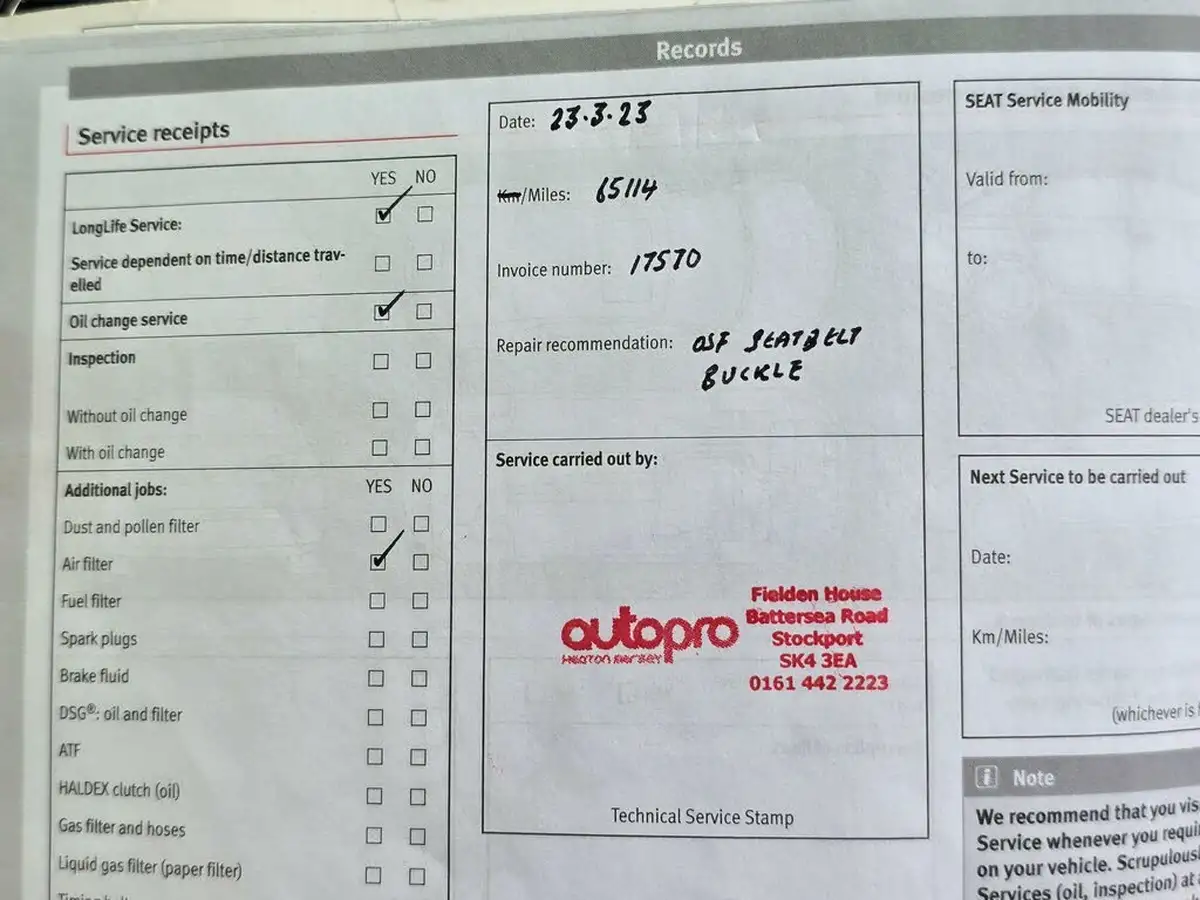 Records
Service receipts
YES NO
LongLife Service:
Service dependent on time/distance trav-
elled
Oil change service
Inspection
Without oil change
With oil change
Additional jobs: YES NO
Dust and pollen filter
Air filter
Fuel filter
Spark plugs
Brake fluid
DSG®: oil and filter
ATF
HALDEX clutch (oil)
Gas filter and hoses
Liquid gas filter (paper filter)
Date: 23.3.23
Km/Miles: 65114
Invoice number: 17570
Repair recommendation: OSF SEATBELT
BUCKLE
Service carried out by:
autopro
HEATON MERSEY
Fielden House
Battersea Road
Stockport
SK4 3EA
0161 442 2223
Technical Service Stamp
SEAT Service Mobility
Valid from:
to:
SEAT dealer's
Next Service to be carried out
Date:
Km/Miles:
(whichever is
Note
We recommend that you
Service whenever you
on your vehicle.
Services (oil, inspection) at